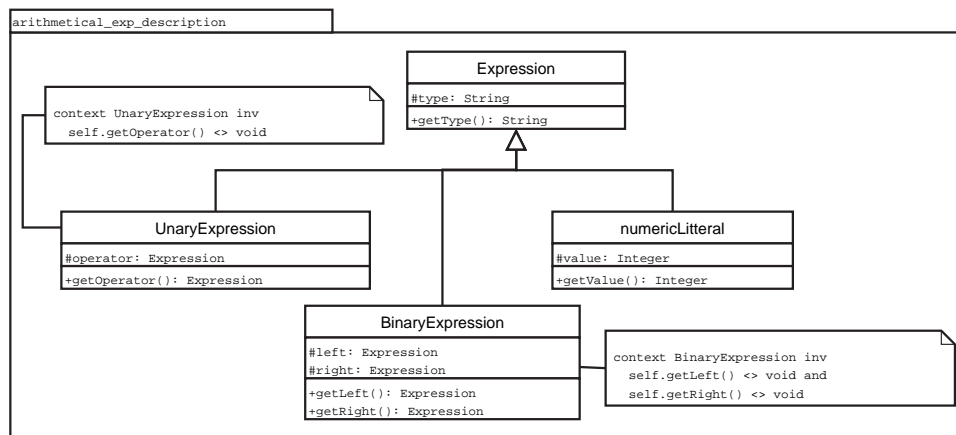 arithmetical_exp_description
Expression
#type: String
+getType(): String
context UnaryExpression inv
self.getOperator() <> void
UnaryExpression
#operator: Expression
+getOperator(): Expression
numericLitteral
#value: Integer
+getValue(): Integer
BinaryExpression
#left: Expression
#right: Expression
+getLeft(): Expression
+getRight(): Expression
context BinaryExpression inv
self.getLeft() <> void and
self.getRight() <> void